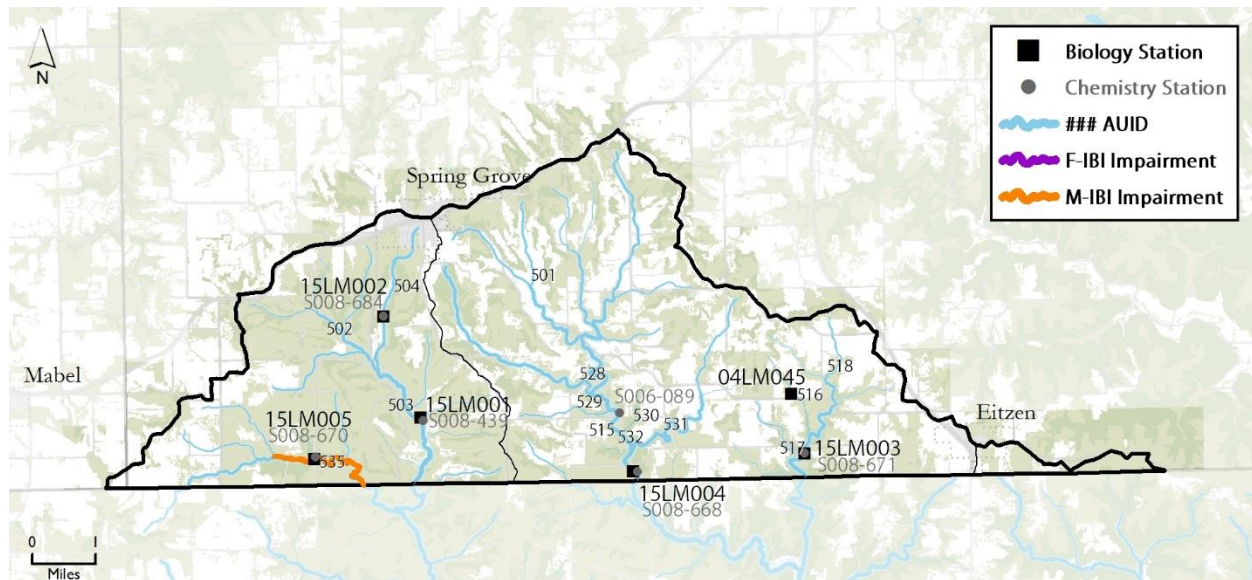 N
Biology Station
Chemistry Station
### AUID
F-IBI Impairment
M-IBI Impairment
Spring Grove
501
504
15LM002
S008-684
502
518
Mabel
528
04LM045
516
S006-089
529
530
Eitzen
503
15LM001
S008-439
515
531
532
15LM005
S008-670
535
517
15LM003
S008-671
15LM004
S008-668
0
1
Miles